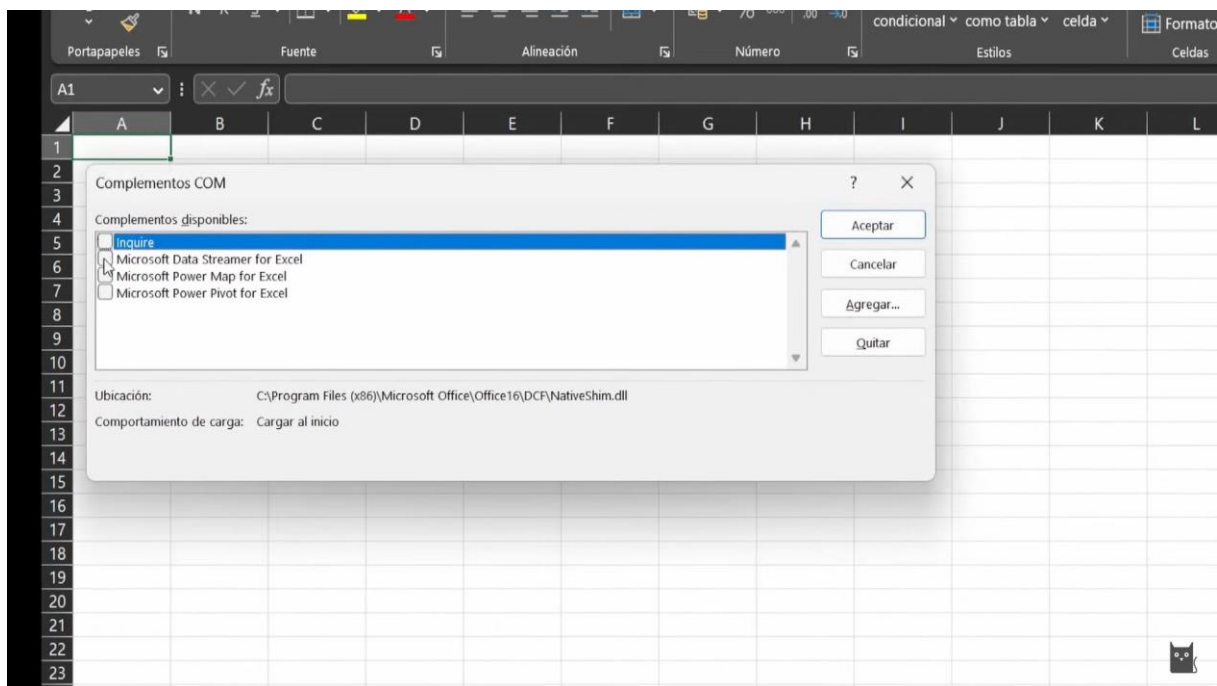 condicional como tabla celda Formato
Portapapeles Fuente Alineación Número Estilos Celdas
A1 fx
A B C D E F G H I J K L
1
2
Complementos COM ? ×
3
4 Complementos disponibles: Aceptar
5 Inquire
6 Microsoft Data Streamer for Excel Cancelar
Microsoft Power Map for Excel
7 Microsoft Power Pivot for Excel Agregar...
8
9 Quitar
10
11 Ubicación: C:\Program Files (x86)\Microsoft Office\Office16\DCF\NativeShim.dll
12 Comportamiento de carga: Cargar al inicio
13
14
15
16
17
18
19
20
21
22
23